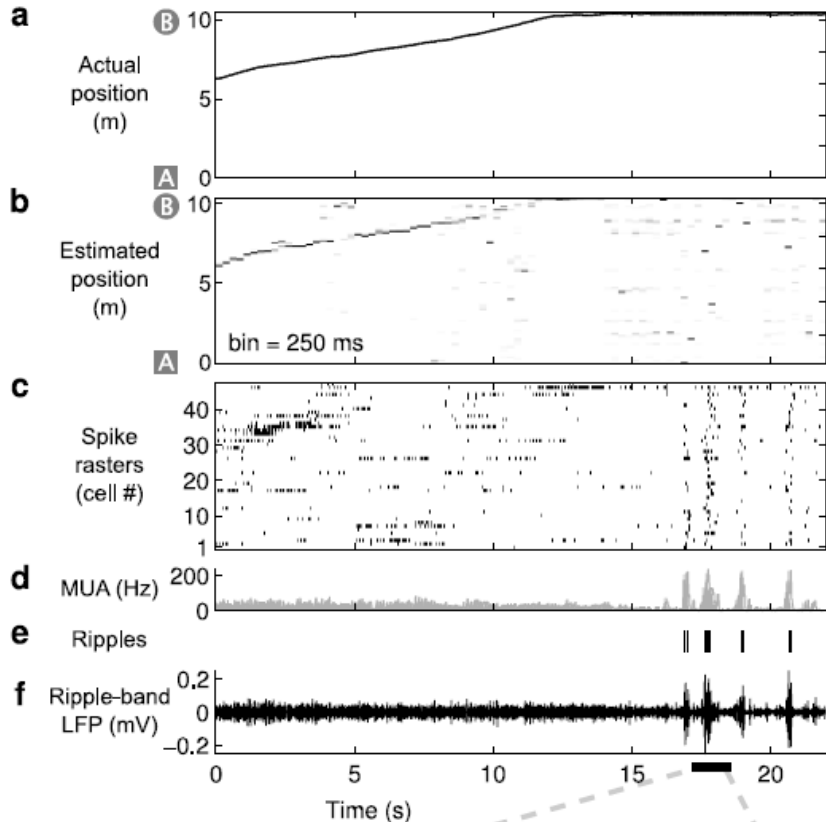 a
B
10
Actual
position
(m)
5
A
0
b
B
10
Estimated
position
(m)
5
bin = 250 ms
A
0
c
40
Spike
rasters
(cell #)
30
20
10
1
d
MUA (Hz)
200
0
e
Ripples
f
Ripple-band
LFP (mV)
0.2
0
−0.2
0 5 10 15 20
Time (s)